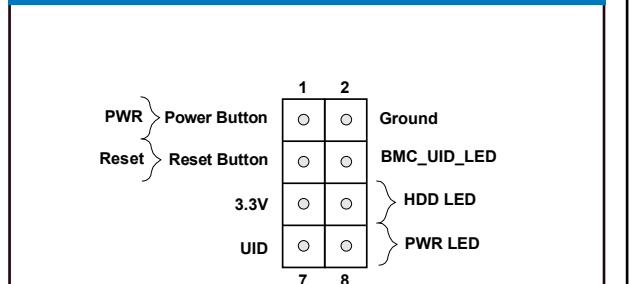 1 2
PWR Power Button Ground
Reset Reset Button BMC_UID_LED
3.3V HDD LED
UID PWR LED
7 8